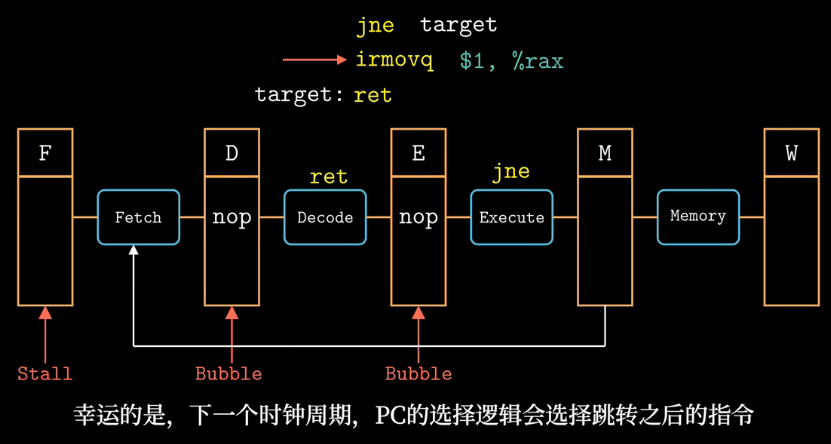 jne target
irmovq $1, %rax
target: ret
F D E M W
ret jne
Fetch nop Decode nop Execute Memory
Stall Bubble Bubble
幸运的是，下一个时钟周期，PC的选择逻辑会选择跳转之后的指令